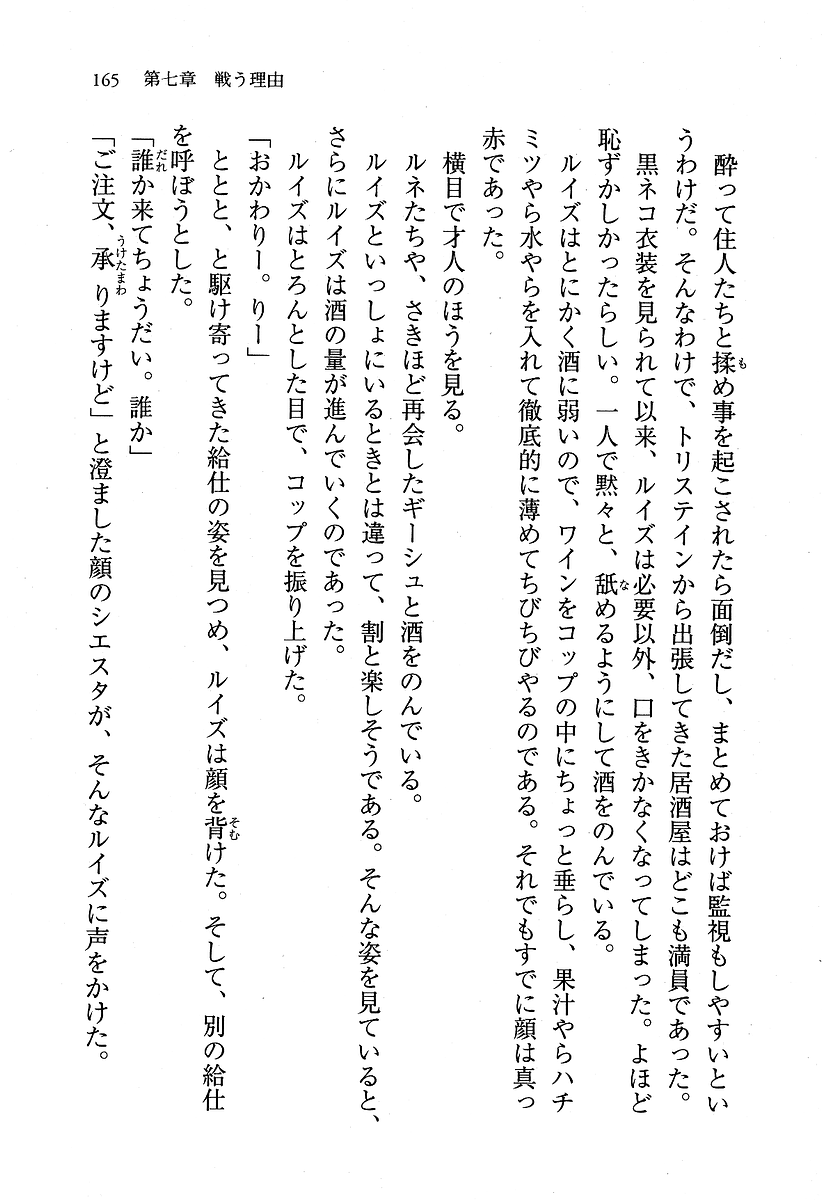 165　第七章　戦う理由
　酔って住人たちと揉め事を起こされたら面倒だし、まとめておけば監視もしやすいとい
うわけだ。そんなわけで、トリステインから出張してきた居酒屋はどこも満員であった。
　黒ネコ衣装を見られて以来、ルイズは必要以外、口をきかなくなってしまった。よほど
恥ずかしかったらしい。一人で黙々と、舐めるようにして酒をのんでいる。
　ルイズはとにかく酒に弱いので、ワインをコップの中にちょっと垂らし、果汁やらハチ
ミツやら水やらを入れて徹底的に薄めてちびちびやるのである。それでもすでに顔は真っ
赤であった。
　横目で才人のほうを見る。
　ルネたちや、さきほど再会したギーシュと酒をのんでいる。
　ルイズといっしょにいるときとは違って、割と楽しそうである。そんな姿を見ていると、
さらにルイズは酒の量が進んでいくのであった。
　ルイズはとろんとした目で、コップを振り上げた。
「おかわりー。りー」
　ととと、と駆け寄ってきた給仕の姿を見つめ、ルイズは顔を背けた。そして、別の給仕
を呼ぼうとした。
「誰か来てちょうだい。誰か」
「ご注文、承りますけど」と澄ました顔のシエスタが、そんなルイズに声をかけた。